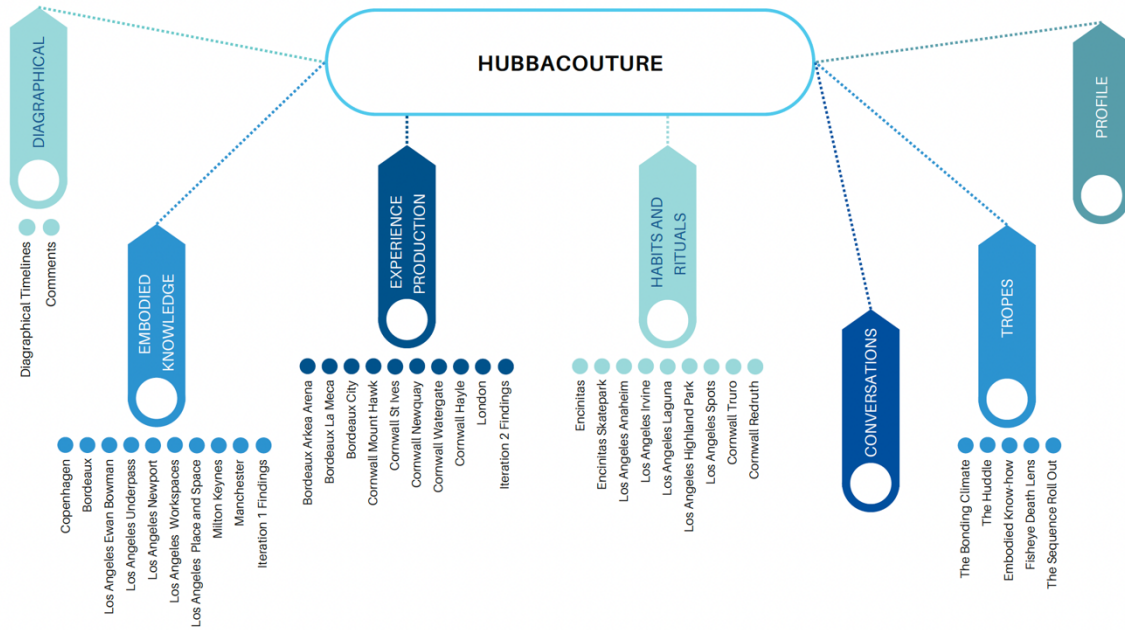 HUBBACOUTURE
DIAGRAPHICAL
Diagraphical Timelines
Comments
EMBODIED
KNOWLEDGE
Copenhagen
Bordeaux
Los Angeles Ewan Bowman
Los Angeles Underpass
Los Angeles Newport
Los Angeles Workspaces
Los Angeles Place and Space
Milton Keynes
Manchester
Iteration 1 Findings
EXPERIENCE
PRODUCTION
Bordeaux Arkea Arena
Bordeaux La Meca
Bordeaux City
Cornwall Mount Hawk
Cornwall St Ives
Cornwall Newquay
Cornwall Watergate
Cornwall Hayle
London
Iteration 2 Findings
HABITS AND
RITUALS
Encinitas
Encinitas Skatepark
Los Angeles Anaheim
Los Angeles Irvine
Los Angeles Laguna
Los Angeles Highland Park
Los Angeles Spots
Cornwall Truro
Cornwall Redruth
CONVERSATIONS
TROPES
The Bonding Climate
The Huddle
Embodied Know-how
Fisheye Death Lens
The Sequence Roll Out
PROFILE